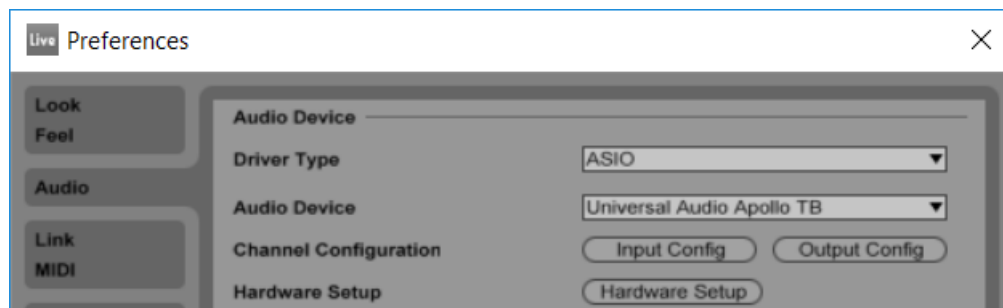 Live Preferences
Look
Feel
Audio
Link
MIDI
Audio Device
Driver Type ASIO
Audio Device Universal Audio Apollo TB
Channel Configuration Input Config Output Config
Hardware Setup Hardware Setup